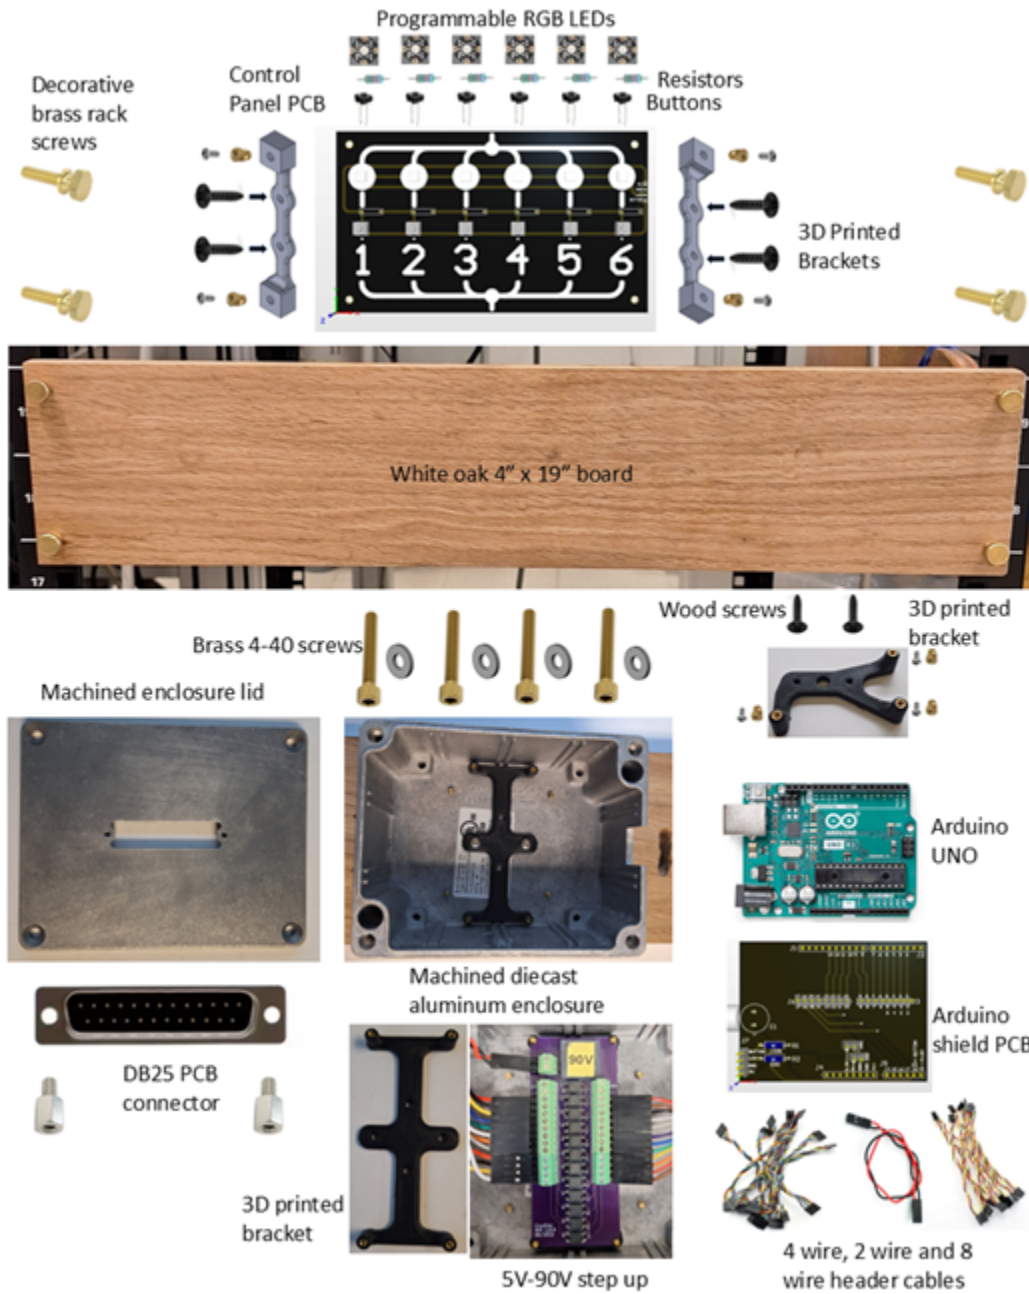 Programmable RGB LEDs
Decorative
brass rack
screws
Control
Panel PCB
Resistors
Buttons
1 2 3 4 5 6
3D Printed
Brackets
White oak 4" x 19" board
17
Wood screws
3D printed
bracket
Brass 4-40 screws
Machined enclosure lid
Arduino
UNO
UNO
Machined diecast
aluminum enclosure
Arduino
shield PCB
DB25 PCB
connector
90V
3D printed
bracket
5V-90V step up
4 wire, 2 wire and 8
wire header cables